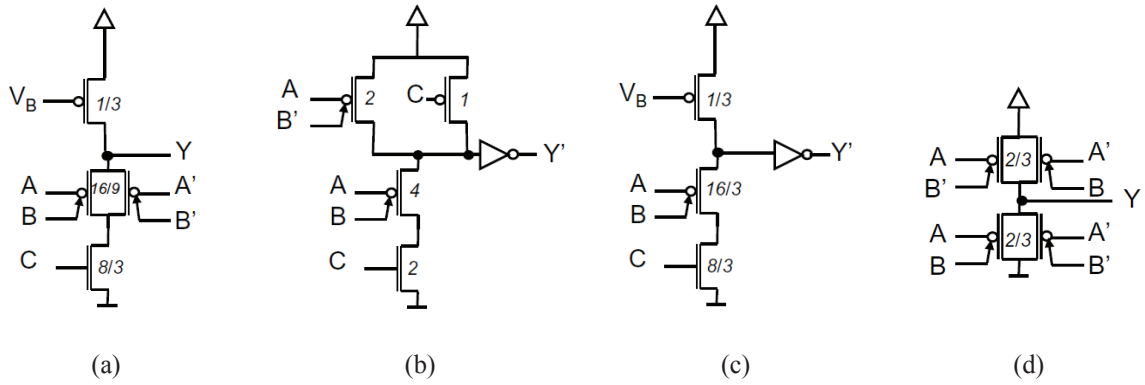 V_B 1/3
Y
A 16/9 A'
B B'
C 8/3
(a)
A 2 C 1
B'
Y'
A 4
B
C 2
(b)
V_B 1/3
Y'
A 16/3
B
C 8/3
(c)
A 2/3 A'
B' B
Y
A 2/3 A'
B B'
(d)